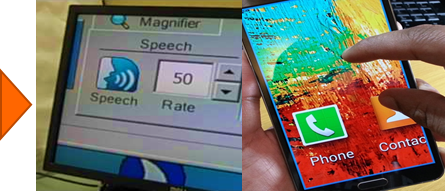 Magnifier
Speech
50
Speech
Rate
Phone
Contac